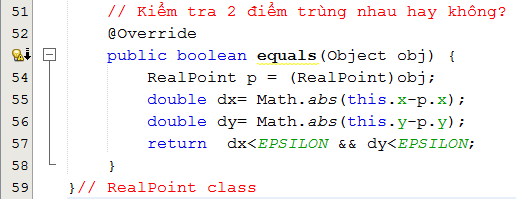 51 // Kiểm tra 2 điểm trùng nhau hay không?
52 @Override
public boolean equals(Object obj) {
54 RealPoint p = (RealPoint)obj;
55 double dx= Math.abs(this.x-p.x);
56 double dy= Math.abs(this.y-p.y);
57 return dx<EPSILON && dy<EPSILON;
58 }
59 }// RealPoint class